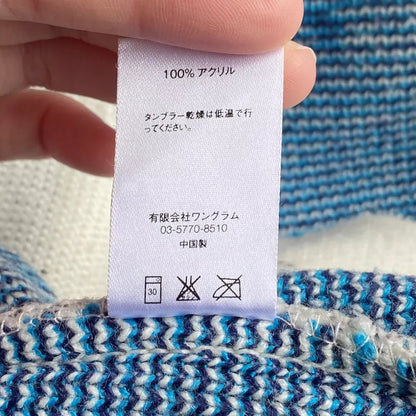 100% アクリル
タンブラー乾燥は低温で行
ってください。
有限会社ワングラム
03-5770-8510
中国製
30